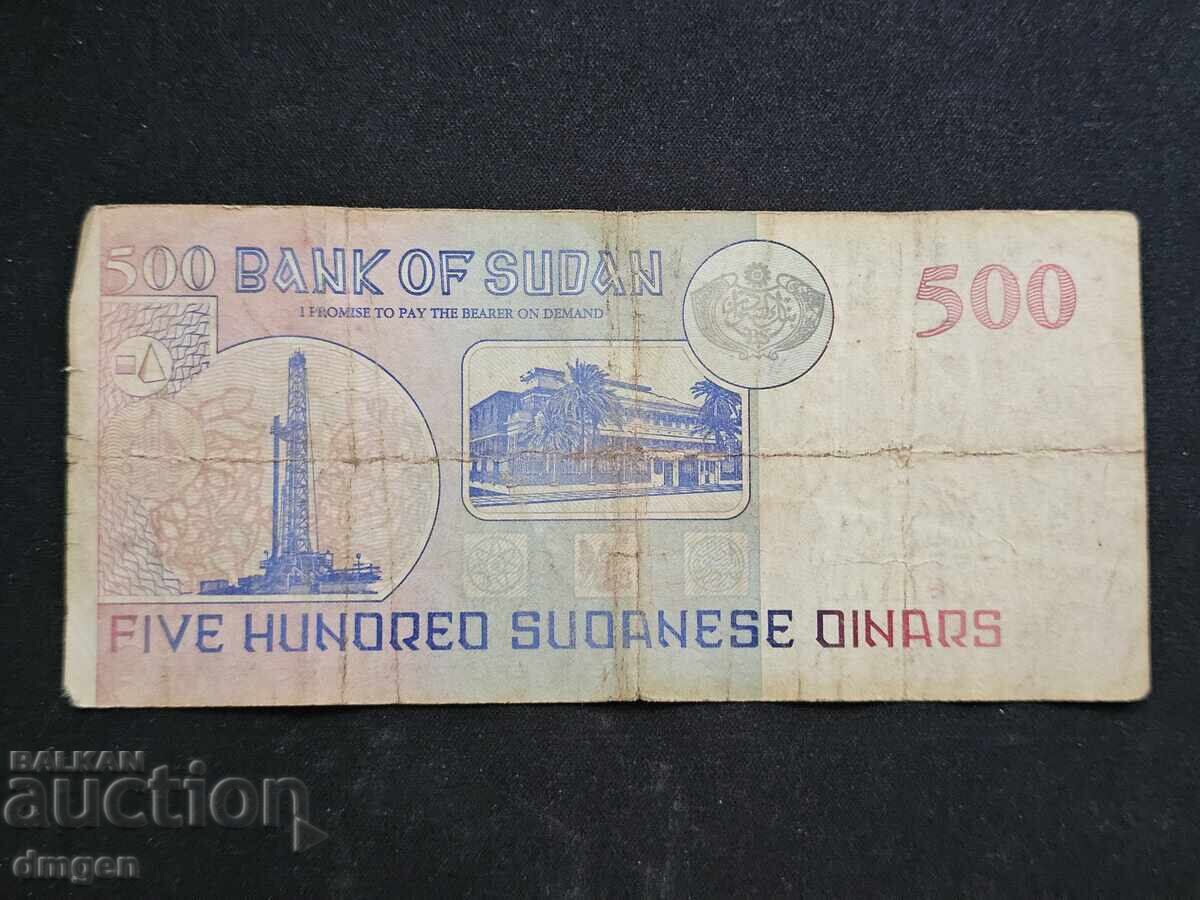 500 BANK OF SUDAN
500
I PROMISE TO PAY THE BEARER ON DEMAND
FIVE HUNDRED SUDANESE DINARS
BALKAN
auction
dmgen